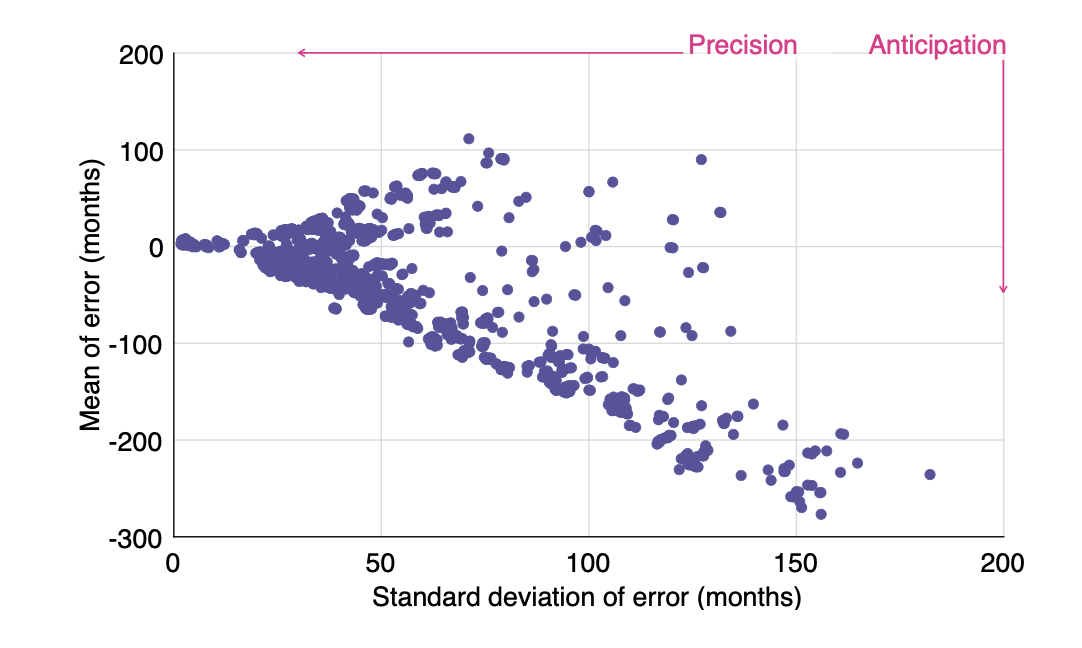 Precision
Anticipation
200
100
0
-100
-200
-300
Mean of error (months)
0
50
100
150
200
Standard deviation of error (months)